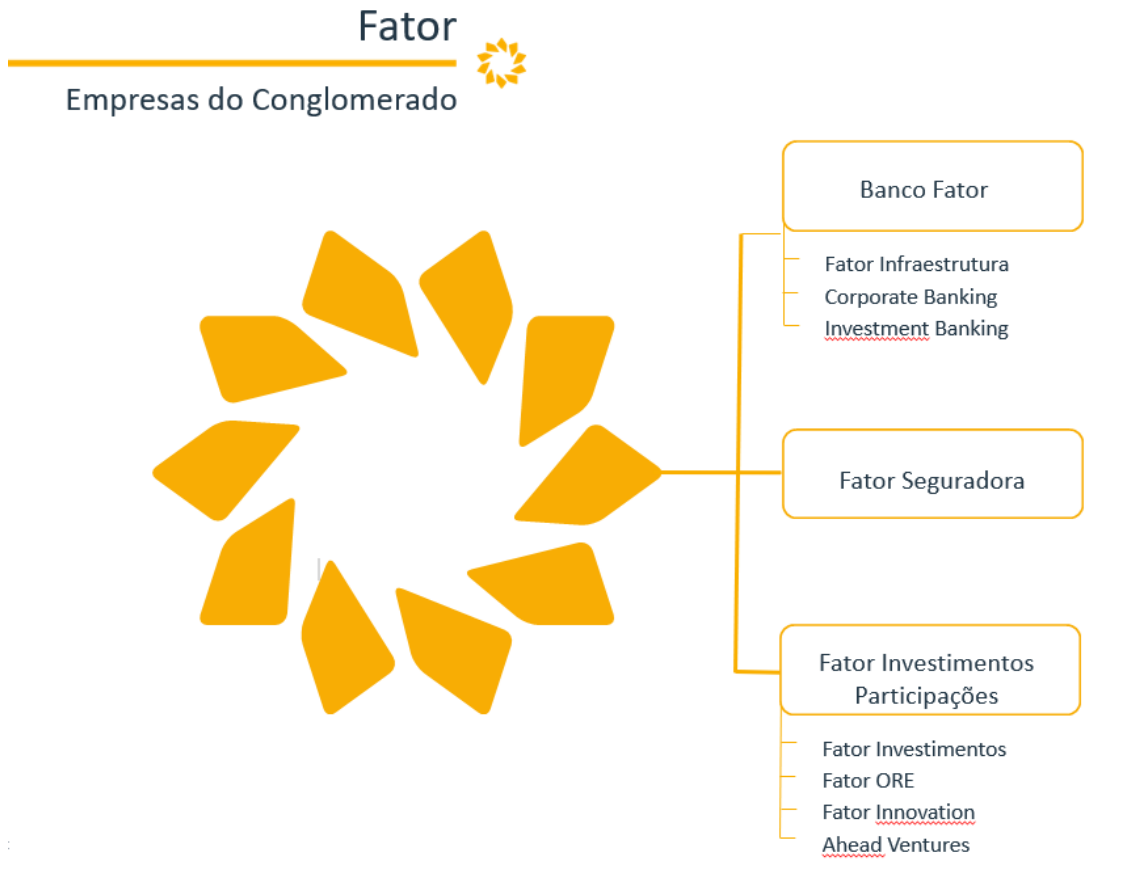 Fator
Empresas do Conglomerado
Banco Fator
Fator Infraestrutura
Corporate Banking
Investment Banking
Fator Seguradora
Fator Investimentos
Participações
Fator Investimentos
Fator ORE
Fator Innovation
Ahead Ventures